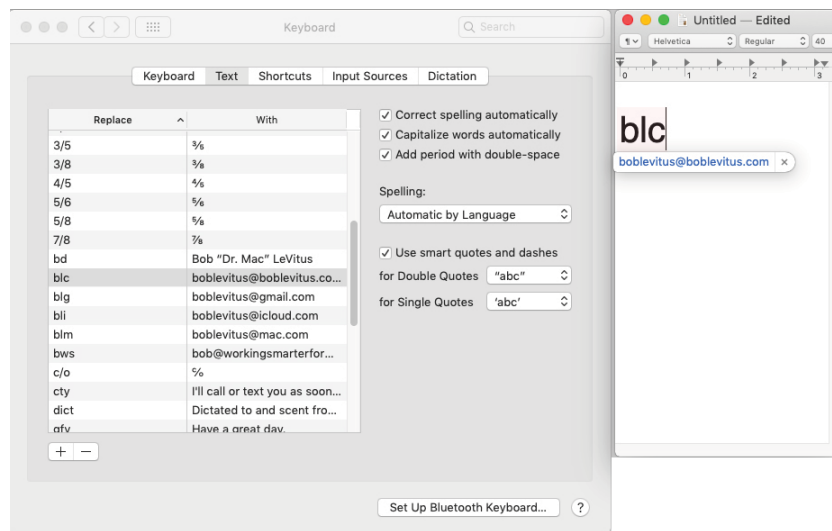 Keyboard
Search
Keyboard Text Shortcuts Input Sources Dictation
Replace With
3/5 ⅗
3/8 ⅜
4/5 ⅘
5/6 ⅚
5/8 ⅝
7/8 ⅞
bd Bob “Dr. Mac” LeVitus
blc boblevitus@boblevitus.co...
blg boblevitus@gmail.com
bli boblevitus@icloud.com
blm boblevitus@mac.com
bws bob@workingsmarterfor...
c/o ℅
cty I'll call or text you as soon...
dict Dictated to and scent fro...
gfy Have a great day.
+ −
Correct spelling automatically
Capitalize words automatically
Add period with double-space
Spelling:
Automatic by Language
Use smart quotes and dashes
for Double Quotes “abc”
for Single Quotes ‘abc’
Set Up Bluetooth Keyboard... ?
Untitled — Edited
¶ Helvetica Regular 40
0 1 2 3
blc
boblevitus@boblevitus.com ×